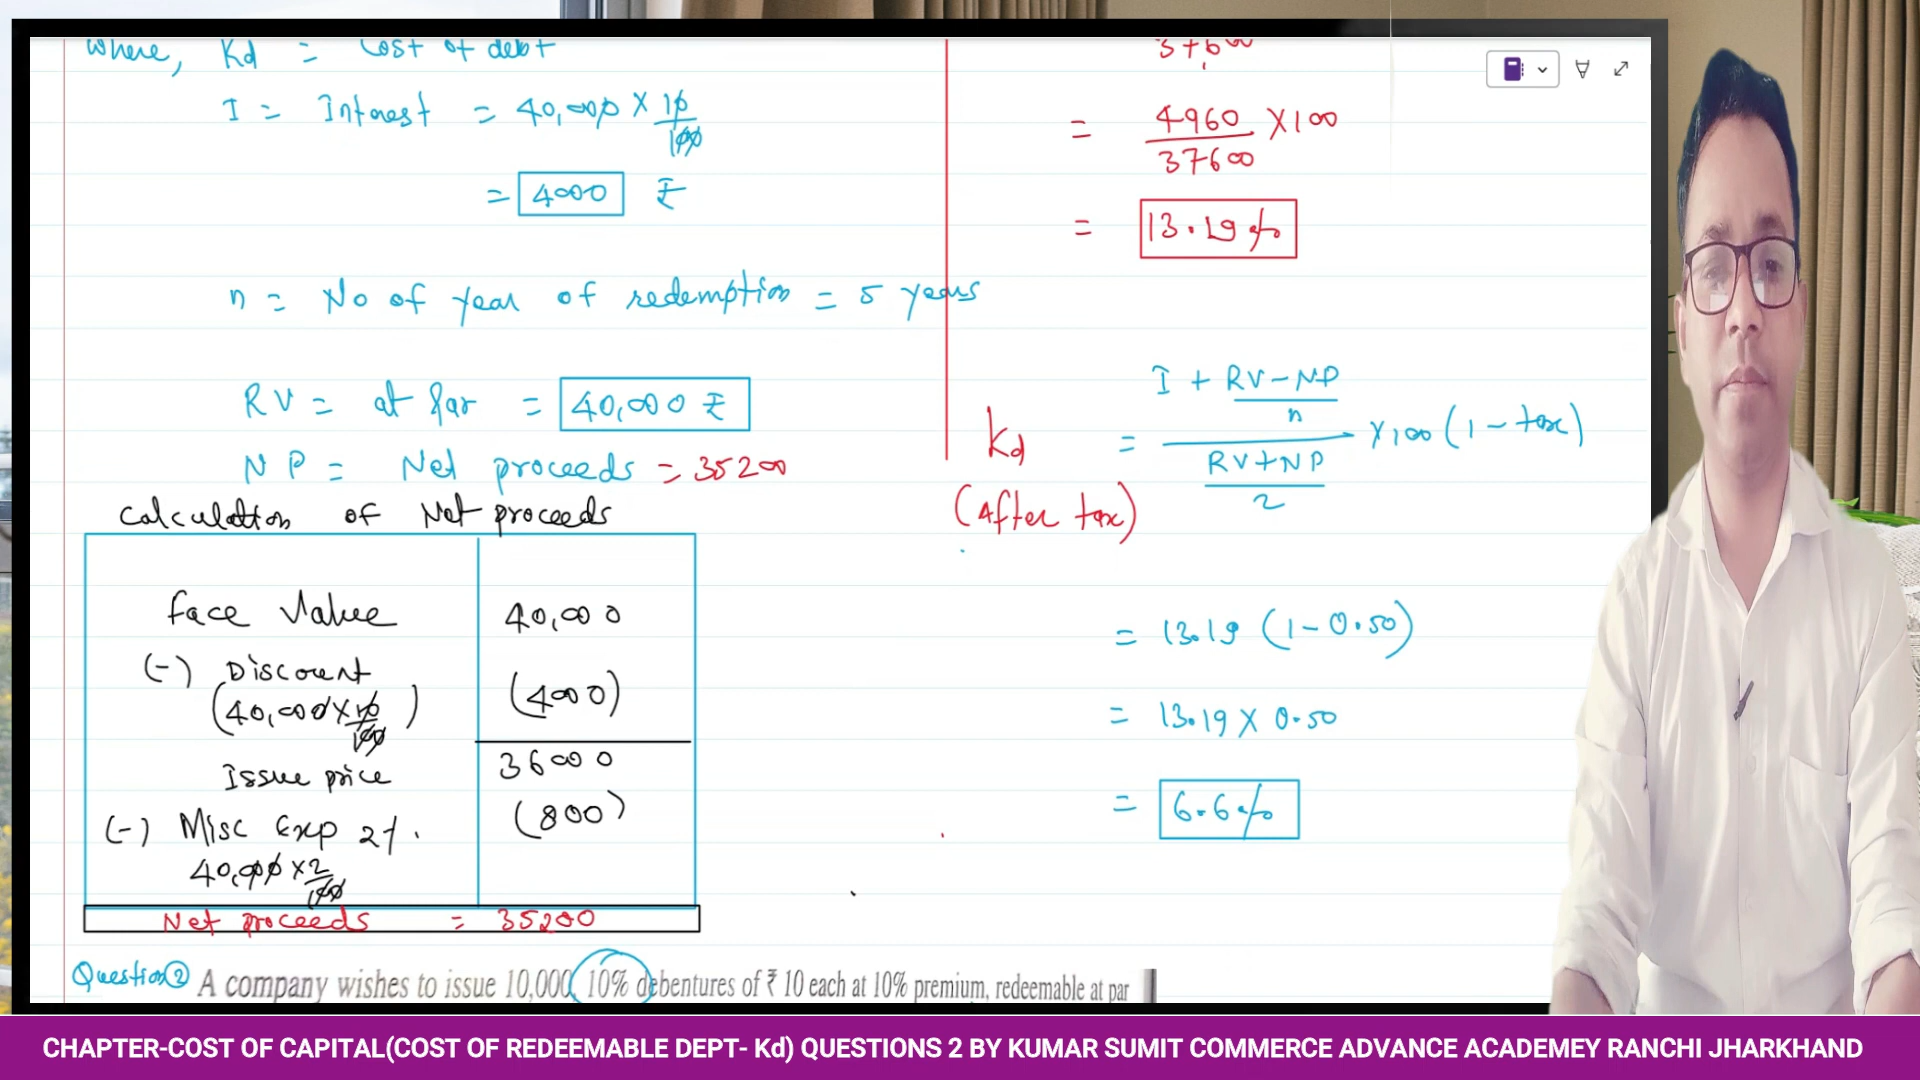 where, Kd = Cost of debt
I = Interest = 40,000 X 10/100
= 4000 ₹
n = No of year of redemption = 5 years
RV = at par = 40,000 ₹
NP = Net proceeds = 35200
Calculation of Net proceeds
Face Value 40,000
(-) Discount (4000)
(40,000 X 10/100)
Issue price 36000
(-) Misc Exp 2%. (800)
40,000 X 2/100
Net proceeds = 35200
Question ② A company wishes to issue 10,000, 10% debentures of ₹ 10 each at 10% premium, redeemable at par
37600
= 4960/37600 X 100
= 13.19%
I + RV - NP
n
Kd = X 100 (1 - tax)
RV + NP
2
(After tax)
= 13.19 (1 - 0.50)
= 13.19 X 0.50
= 6.6%
CHAPTER-COST OF CAPITAL(COST OF REDEEMABLE DEPT- Kd) QUESTIONS 2 BY KUMAR SUMIT COMMERCE ADVANCE ACADEMEY RANCHI JHARKHAND